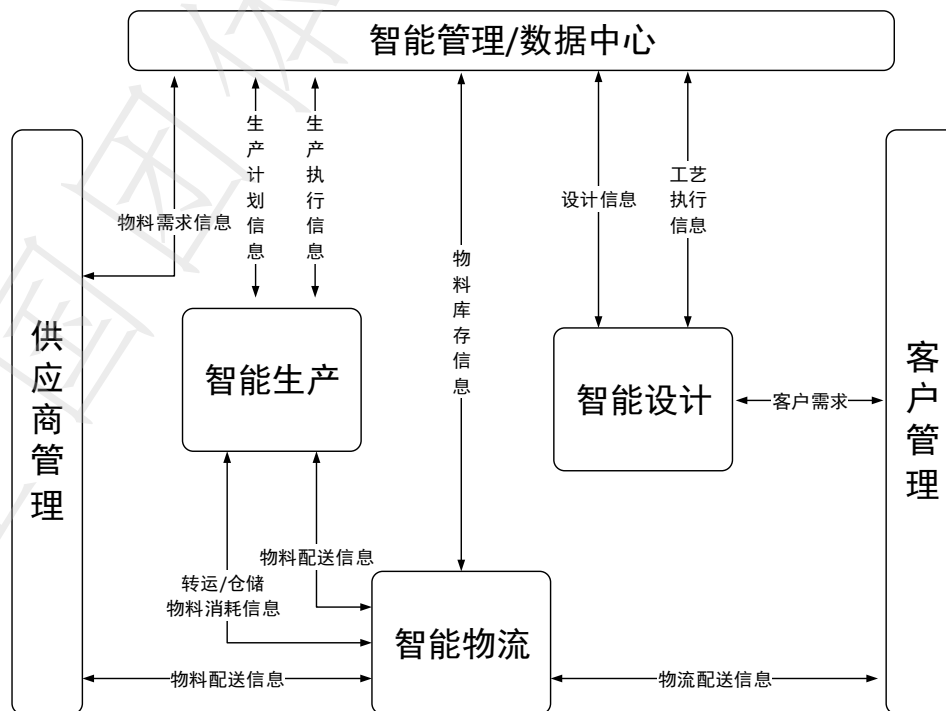 智能管理/数据中心
生产计划信息
生产执行信息
物料需求信息
物料库存信息
设计信息
工艺
执行
信息
供应商管理
智能生产
智能设计
客户需求
客户管理
物料配送信息
转运/仓储
物料消耗信息
智能物流
物料配送信息
物流配送信息
国团体